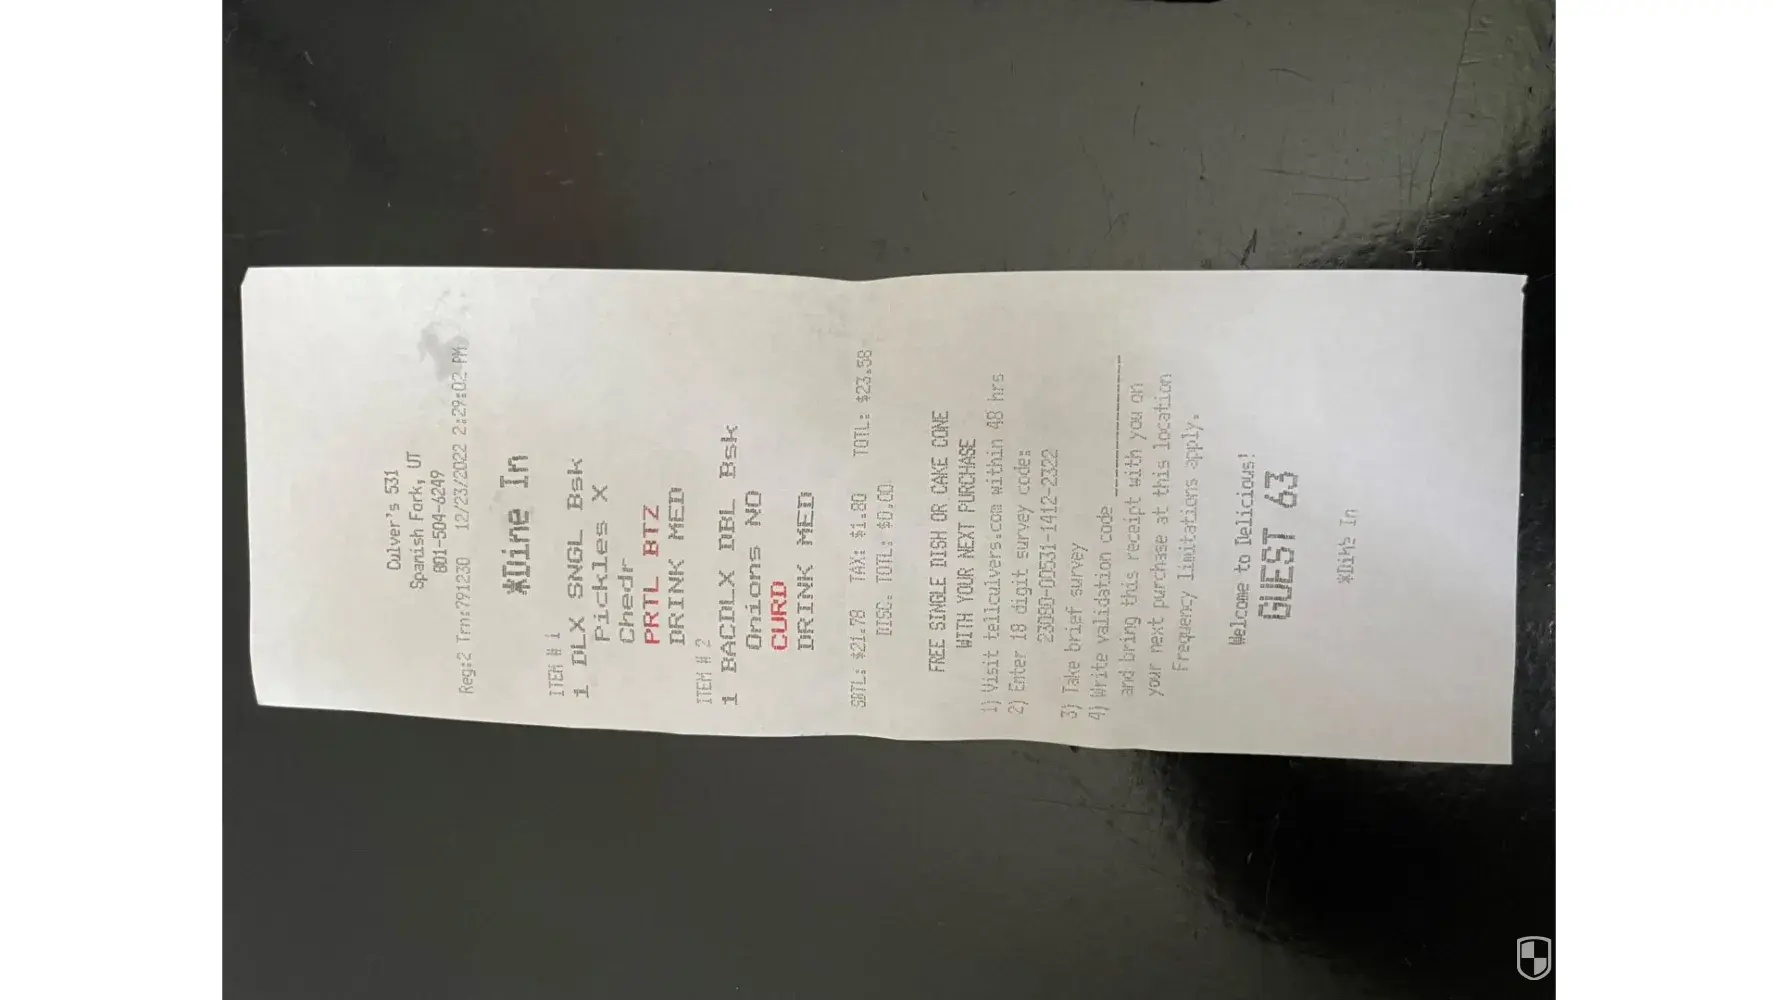 Culver's 531
Spanish Fork, UT
801-504-6249
Reg:2 Trn:791230 12/23/2022 2:29:02 PM
*Dine In
ITEM # 1
1 DLX SNGL Bsk
Pickles X
Chedr
PRTL BTZ
DRINK MED
ITEM # 2
1 BACDLX DBL Bsk
Onions NO
CURD
DRINK MED
SBTL: $21.78 TAX: $1.80 TOTL: $23.58
DISC. TOTL: $0.00
FREE SINGLE DISH OR CAKE CONE
WITH YOUR NEXT PURCHASE
1) Visit tellculvers.com within 48 hrs
2) Enter 18 digit survey code:
23080-00531-1412-2322
3) Take brief survey
4) Write validation code ______________
and bring this receipt with you on
your next purchase at this location
Frequency limitations apply.
Welcome to Delicious!
GUEST 63
*Dine In